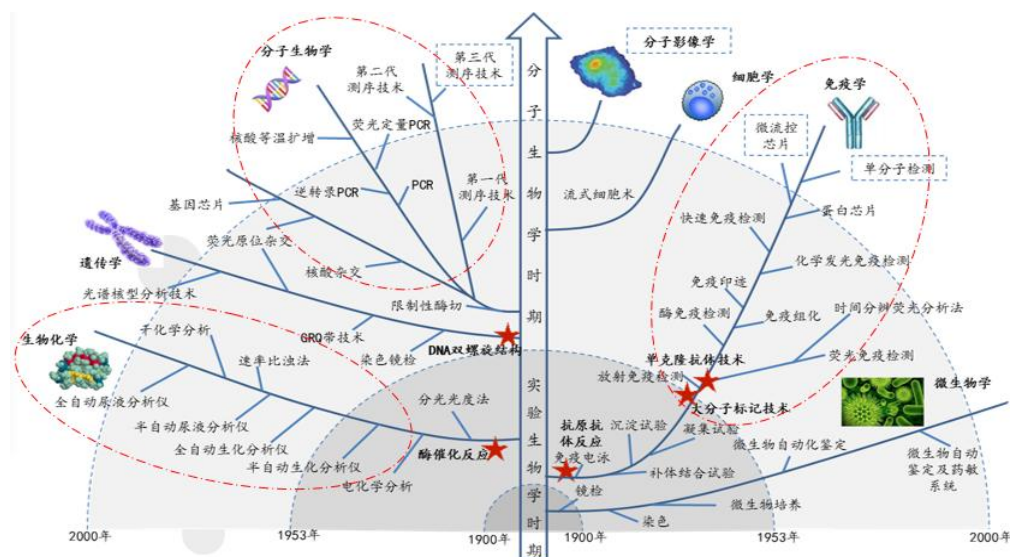 分子生物学
第二代
测序技术
第三代
测序技术
核酸等温扩增
荧光定量PCR
逆转录PCR
PCR
第一代
测序技术
基因芯片
荧光原位杂交
核酸杂交
限制性酶切
遗传学
光谱核型分析技术
GRQ带技术
染色镜检
DNA双螺旋结构
生物化学
干化学分析
速率比浊法
全自动尿液分析仪
半自动尿液分析仪
全自动生化分析仪
半自动生化分析仪
电化学分析
分光光度法
酶催化反应
分子生物学时期
实验生物学时期
分子影像学
细胞学
流式细胞术
免疫学
微流控
芯片
单分子检测
快速免疫检测
蛋白芯片
化学发光免疫检测
免疫印迹
酶免疫检测
免疫组化
时间分辨荧光分析法
单克隆抗体技术
放射免疫检测
荧光免疫检测
大分子标记技术
抗原抗
体反应
免疫电泳
沉淀试验
凝集试验
补体结合试验
微生物学
微生物自动化鉴定
微生物自动
鉴定及药敏
系统
镜检
染色
微生物培养
2000年
1953年
1900年
1900年
1953年
2000年